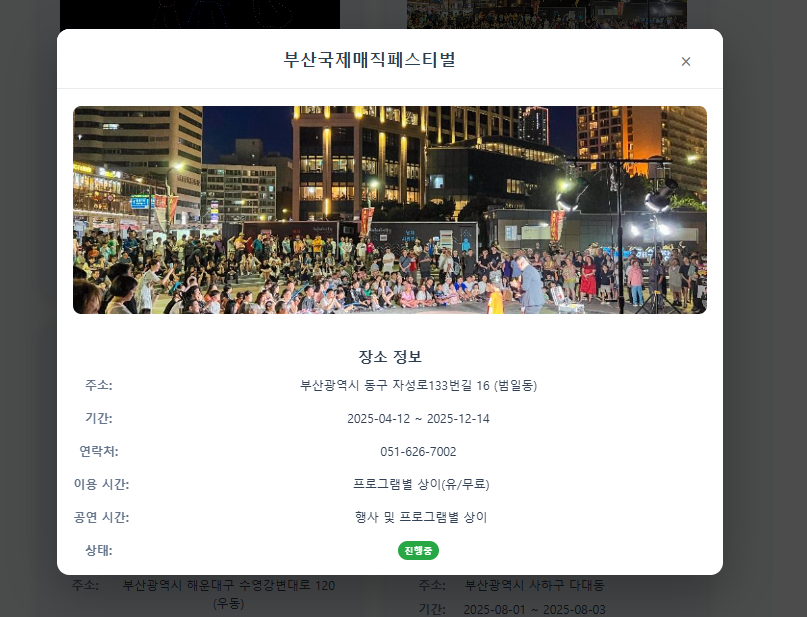 부산국제매직페스티벌
×
장소 정보
주소: 부산광역시 동구 자성로133번길 16 (범일동)
기간: 2025-04-12 ~ 2025-12-14
연락처: 051-626-7002
이용 시간: 프로그램별 상이(유/무료)
공연 시간: 행사 및 프로그램별 상이
상태: 진행중
주소: 부산광역시 해운대구 수영강변대로 120
(우동)
주소: 부산광역시 사하구 다대동
기간: 2025-08-01 ~ 2025-08-03